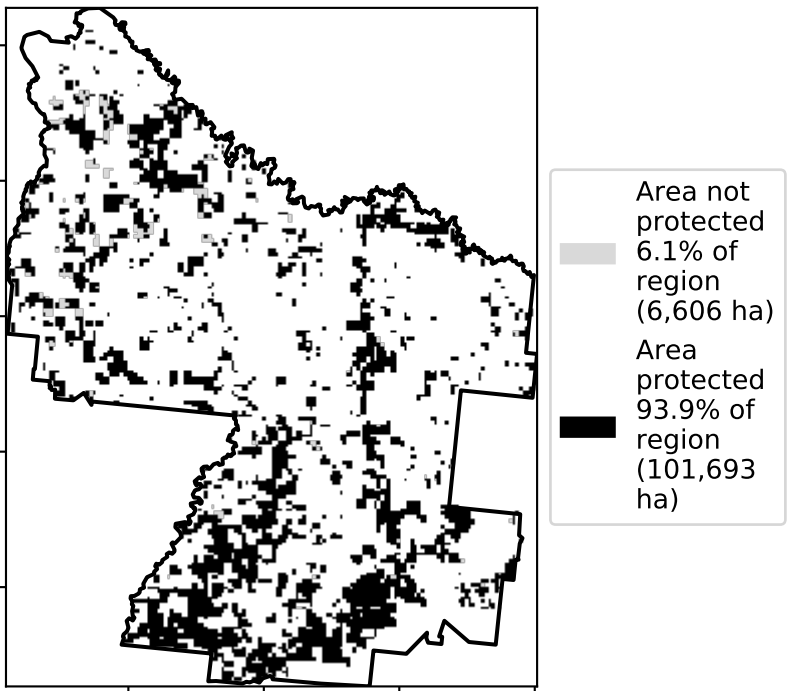 Area not
protected
6.1% of
region
(6,606 ha)
Area
protected
93.9% of
region
(101,693
ha)